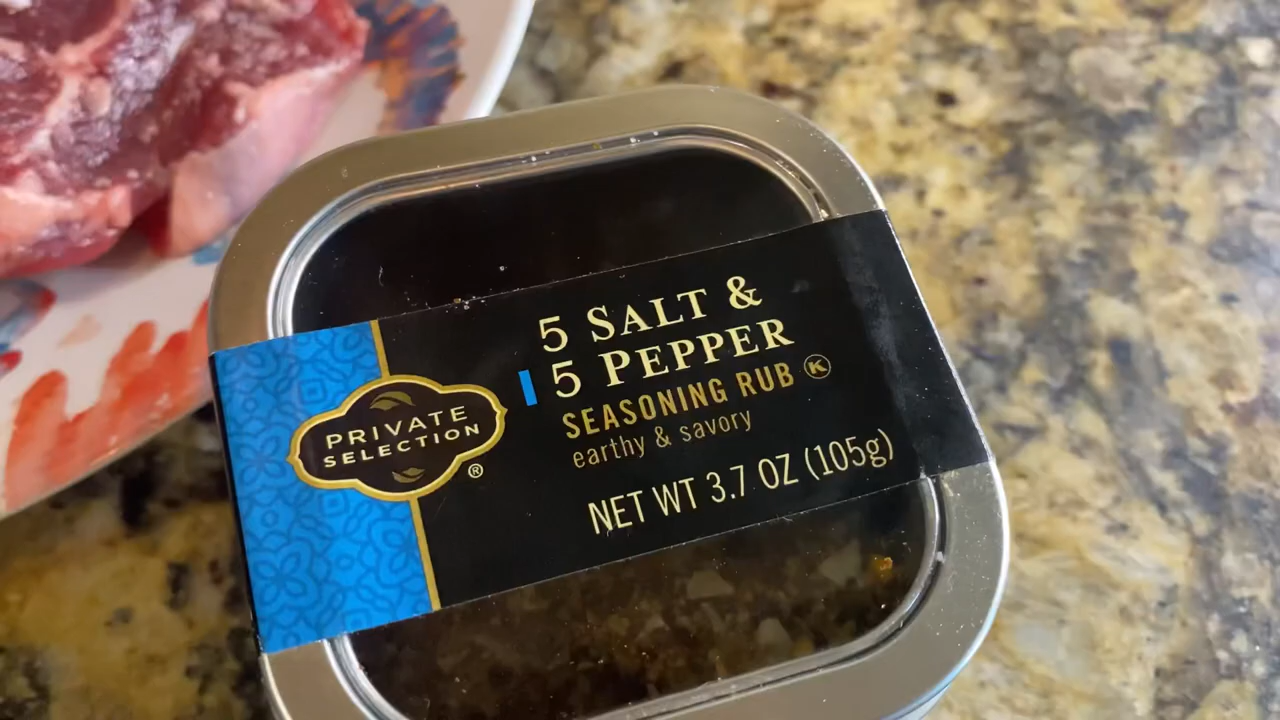 PRIVATE
SELECTION
®
5 SALT &
5 PEPPER
SEASONING RUB K
earthy & savory
NET WT 3.7 OZ (105g)